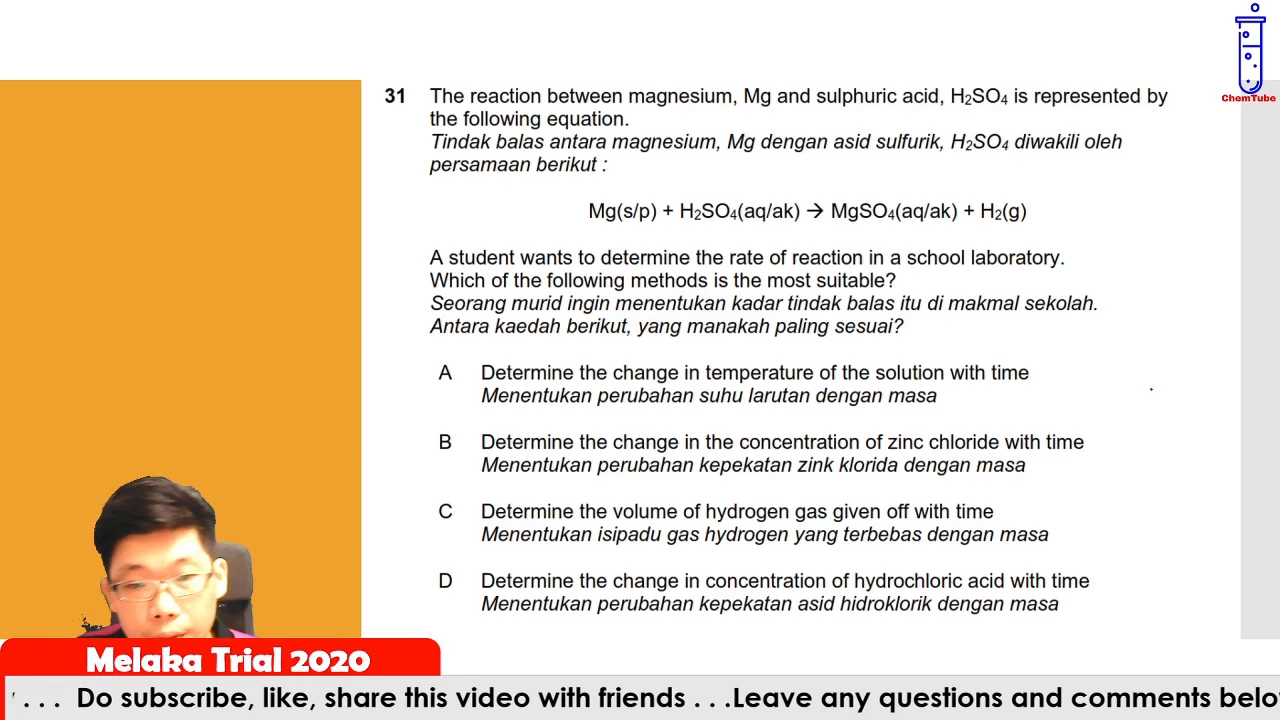 ChemTube
31 The reaction between magnesium, Mg and sulphuric acid, H₂SO₄ is represented by
the following equation.
Tindak balas antara magnesium, Mg dengan asid sulfurik, H₂SO₄ diwakili oleh
persamaan berikut :
Mg(s/p) + H₂SO₄(aq/ak) → MgSO₄(aq/ak) + H₂(g)
A student wants to determine the rate of reaction in a school laboratory.
Which of the following methods is the most suitable?
Seorang murid ingin menentukan kadar tindak balas itu di makmal sekolah.
Antara kaedah berikut, yang manakah paling sesuai?
A Determine the change in temperature of the solution with time
Menentukan perubahan suhu larutan dengan masa
B Determine the change in the concentration of zinc chloride with time
Menentukan perubahan kepekatan zink klorida dengan masa
C Determine the volume of hydrogen gas given off with time
Menentukan isipadu gas hydrogen yang terbebas dengan masa
D Determine the change in concentration of hydrochloric acid with time
Menentukan perubahan kepekatan asid hidroklorik dengan masa
Melaka Trial 2020
. . . Do subscribe, like, share this video with friends . . .Leave any questions and comments belo